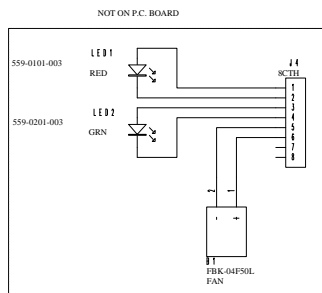 NOT ON P.C. BOARD
LED1
559-0101-003
RED
J4
8CTH
1
2
3
4
5
6
7
8
LED2
559-0201-003
GRN
2
1
-
+
B1
FBK-04F50L
FAN